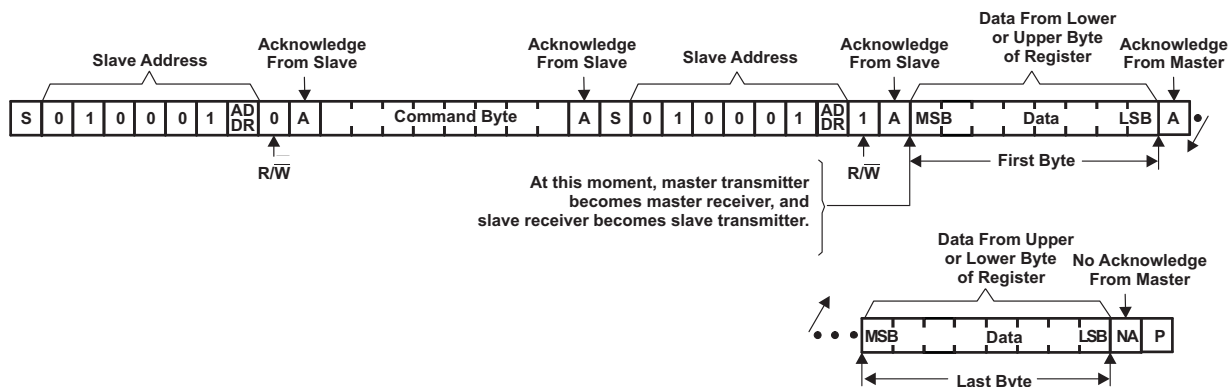 Slave Address
Acknowledge
From Slave
Acknowledge
From Slave
Slave Address
Acknowledge
From Slave
Data From Lower
or Upper Byte
of Register
Acknowledge
From Master
S 0 1 0 0 0 1 AD DR 0 A Command Byte A S 0 1 0 0 0 1 AD DR 1 A MSB Data LSB A
R/W̅
R/W̅
First Byte
At this moment, master transmitter
becomes master receiver, and
slave receiver becomes slave transmitter.
Data From Upper
or Lower Byte
of Register
No Acknowledge
From Master
MSB Data LSB NA P
Last Byte